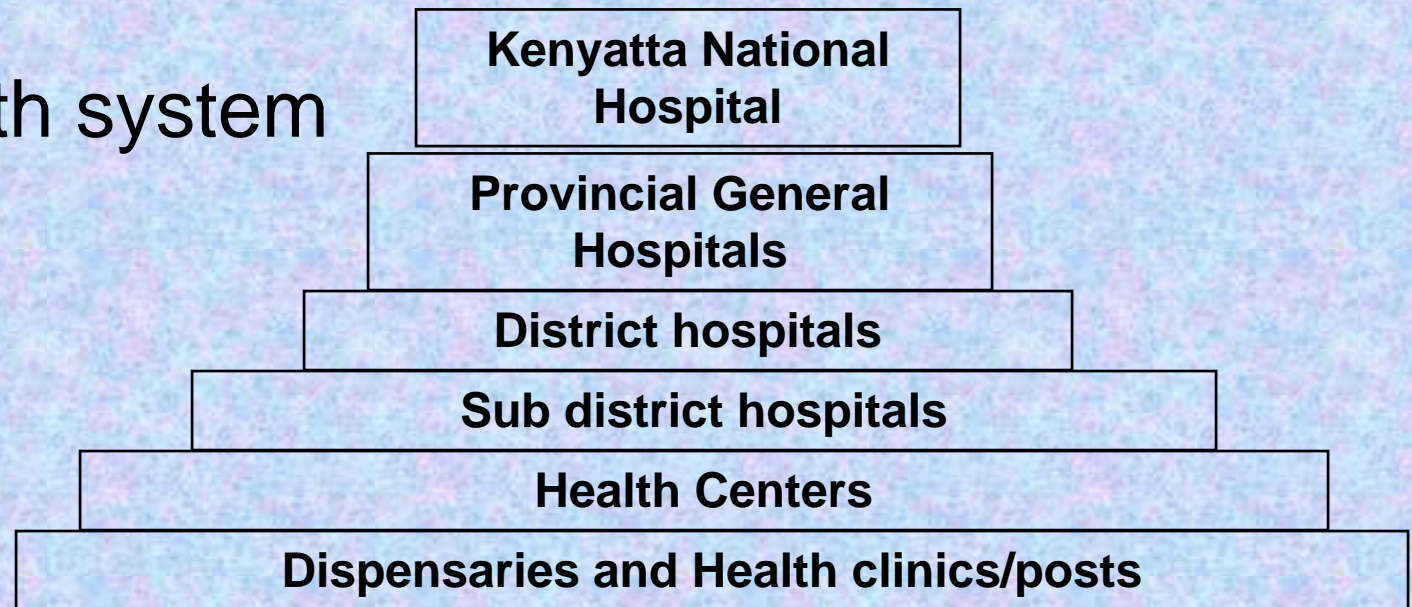 th system
Kenyatta National
Hospital
Provincial General
Hospitals
District hospitals
Sub district hospitals
Health Centers
Dispensaries and Health clinics/posts